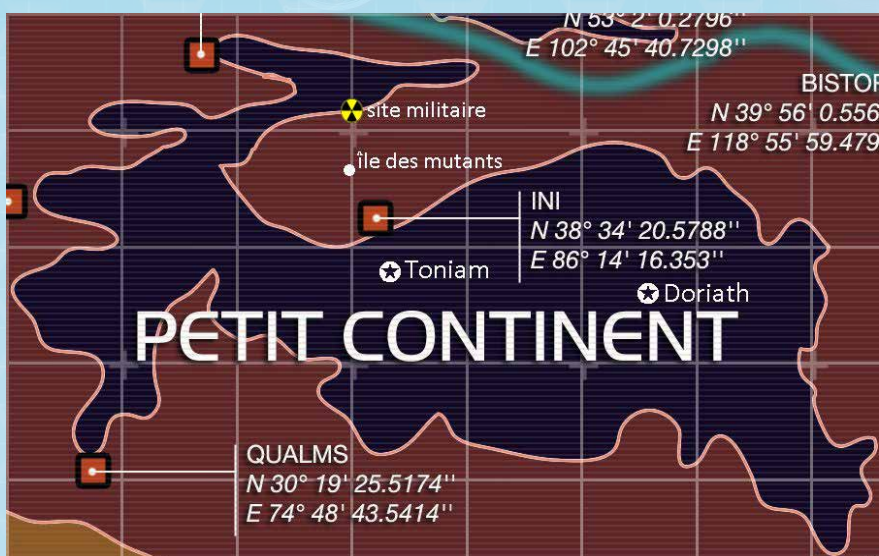 N 53° 2' 0.2796''
E 102° 45' 40.7298''
BISTOR
N 39° 56' 0.556
E 118° 55' 59.479
site militaire
île des mutants
INI
N 38° 34' 20.5788''
E 86° 14' 16.353''
Toniam
Doriath
PETIT CONTINENT
QUALMS
N 30° 19' 25.5174''
E 74° 48' 43.5414''